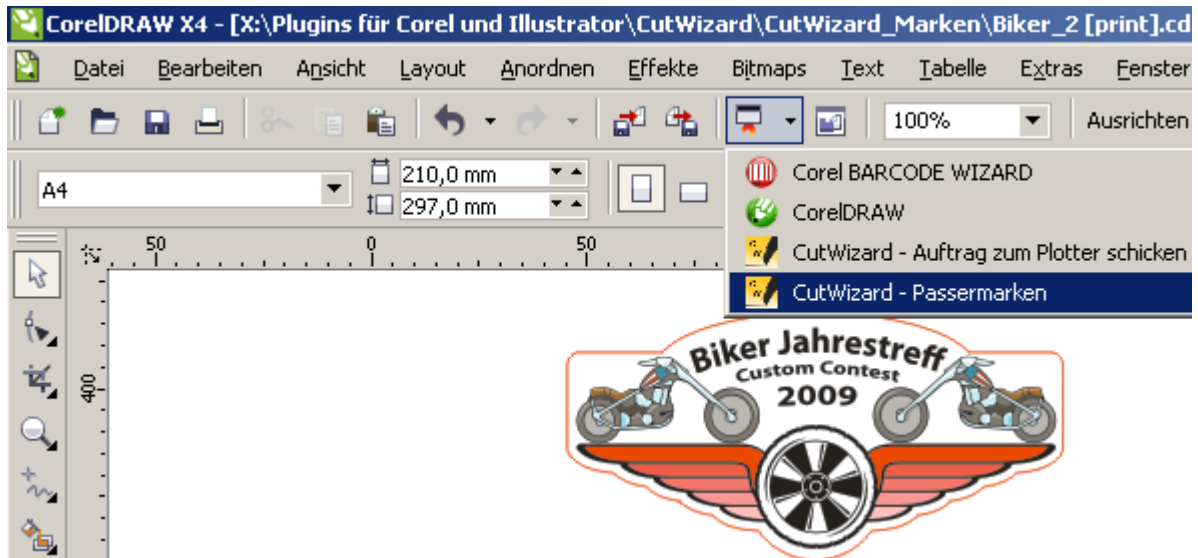 CorelDRAW X4 - [X:\Plugins für Corel und Illustrator\CutWizard\CutWizard_Marken\Biker_2 [print].cd
Datei Bearbeiten Ansicht Layout Anordnen Effekte Bitmaps Text Tabelle Extras Fenster
100% Ausrichten
A4 210,0 mm
297,0 mm
Corel BARCODE WIZARD
CorelDRAW
CutWizard - Auftrag zum Plotter schicken
CutWizard - Passermarken
50 0 50
400
Biker Jahrestreff
Custom Contest
2009